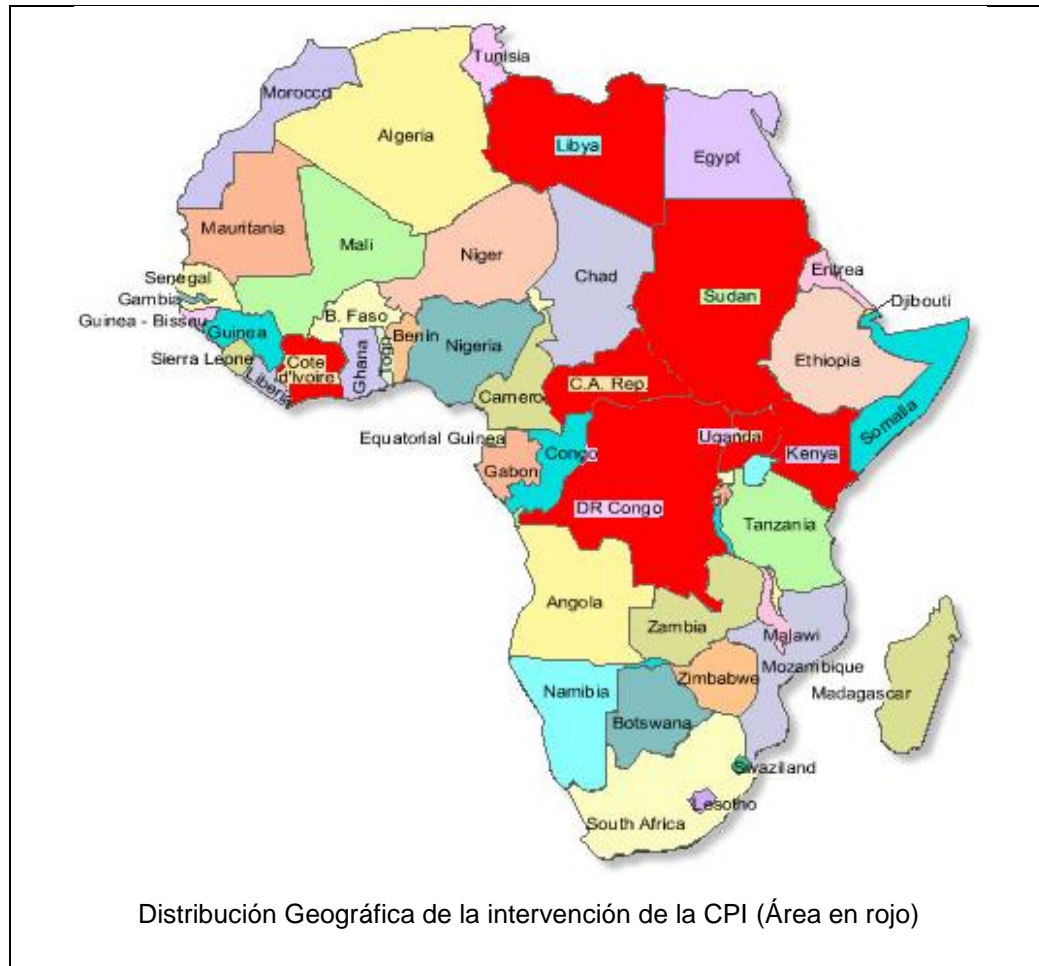 Tunisia
Morocco
Algeria
Libya
Egypt
Mauritania
Mali
Niger
Chad
Sudan
Eritrea
Djibouti
Senegal
Gambia
Guinea - Bissau
Guinea
B. Faso
Benin
Nigeria
Ethiopia
Sierra Leone
Cote
d'Ivoire
Ghana
Togo
Liberia
C.A. Rep.
Camero
Somalia
Equatorial Guinea
Congo
Uganda
Kenya
Gabon
DR Congo
Tanzania
Angola
Zambia
Malawi
Mozambique
Zimbabwe
Madagascar
Namibia
Botswana
Swaziland
Lesotho
South Africa
Distribución Geográfica de la intervención de la CPI (Área en rojo)